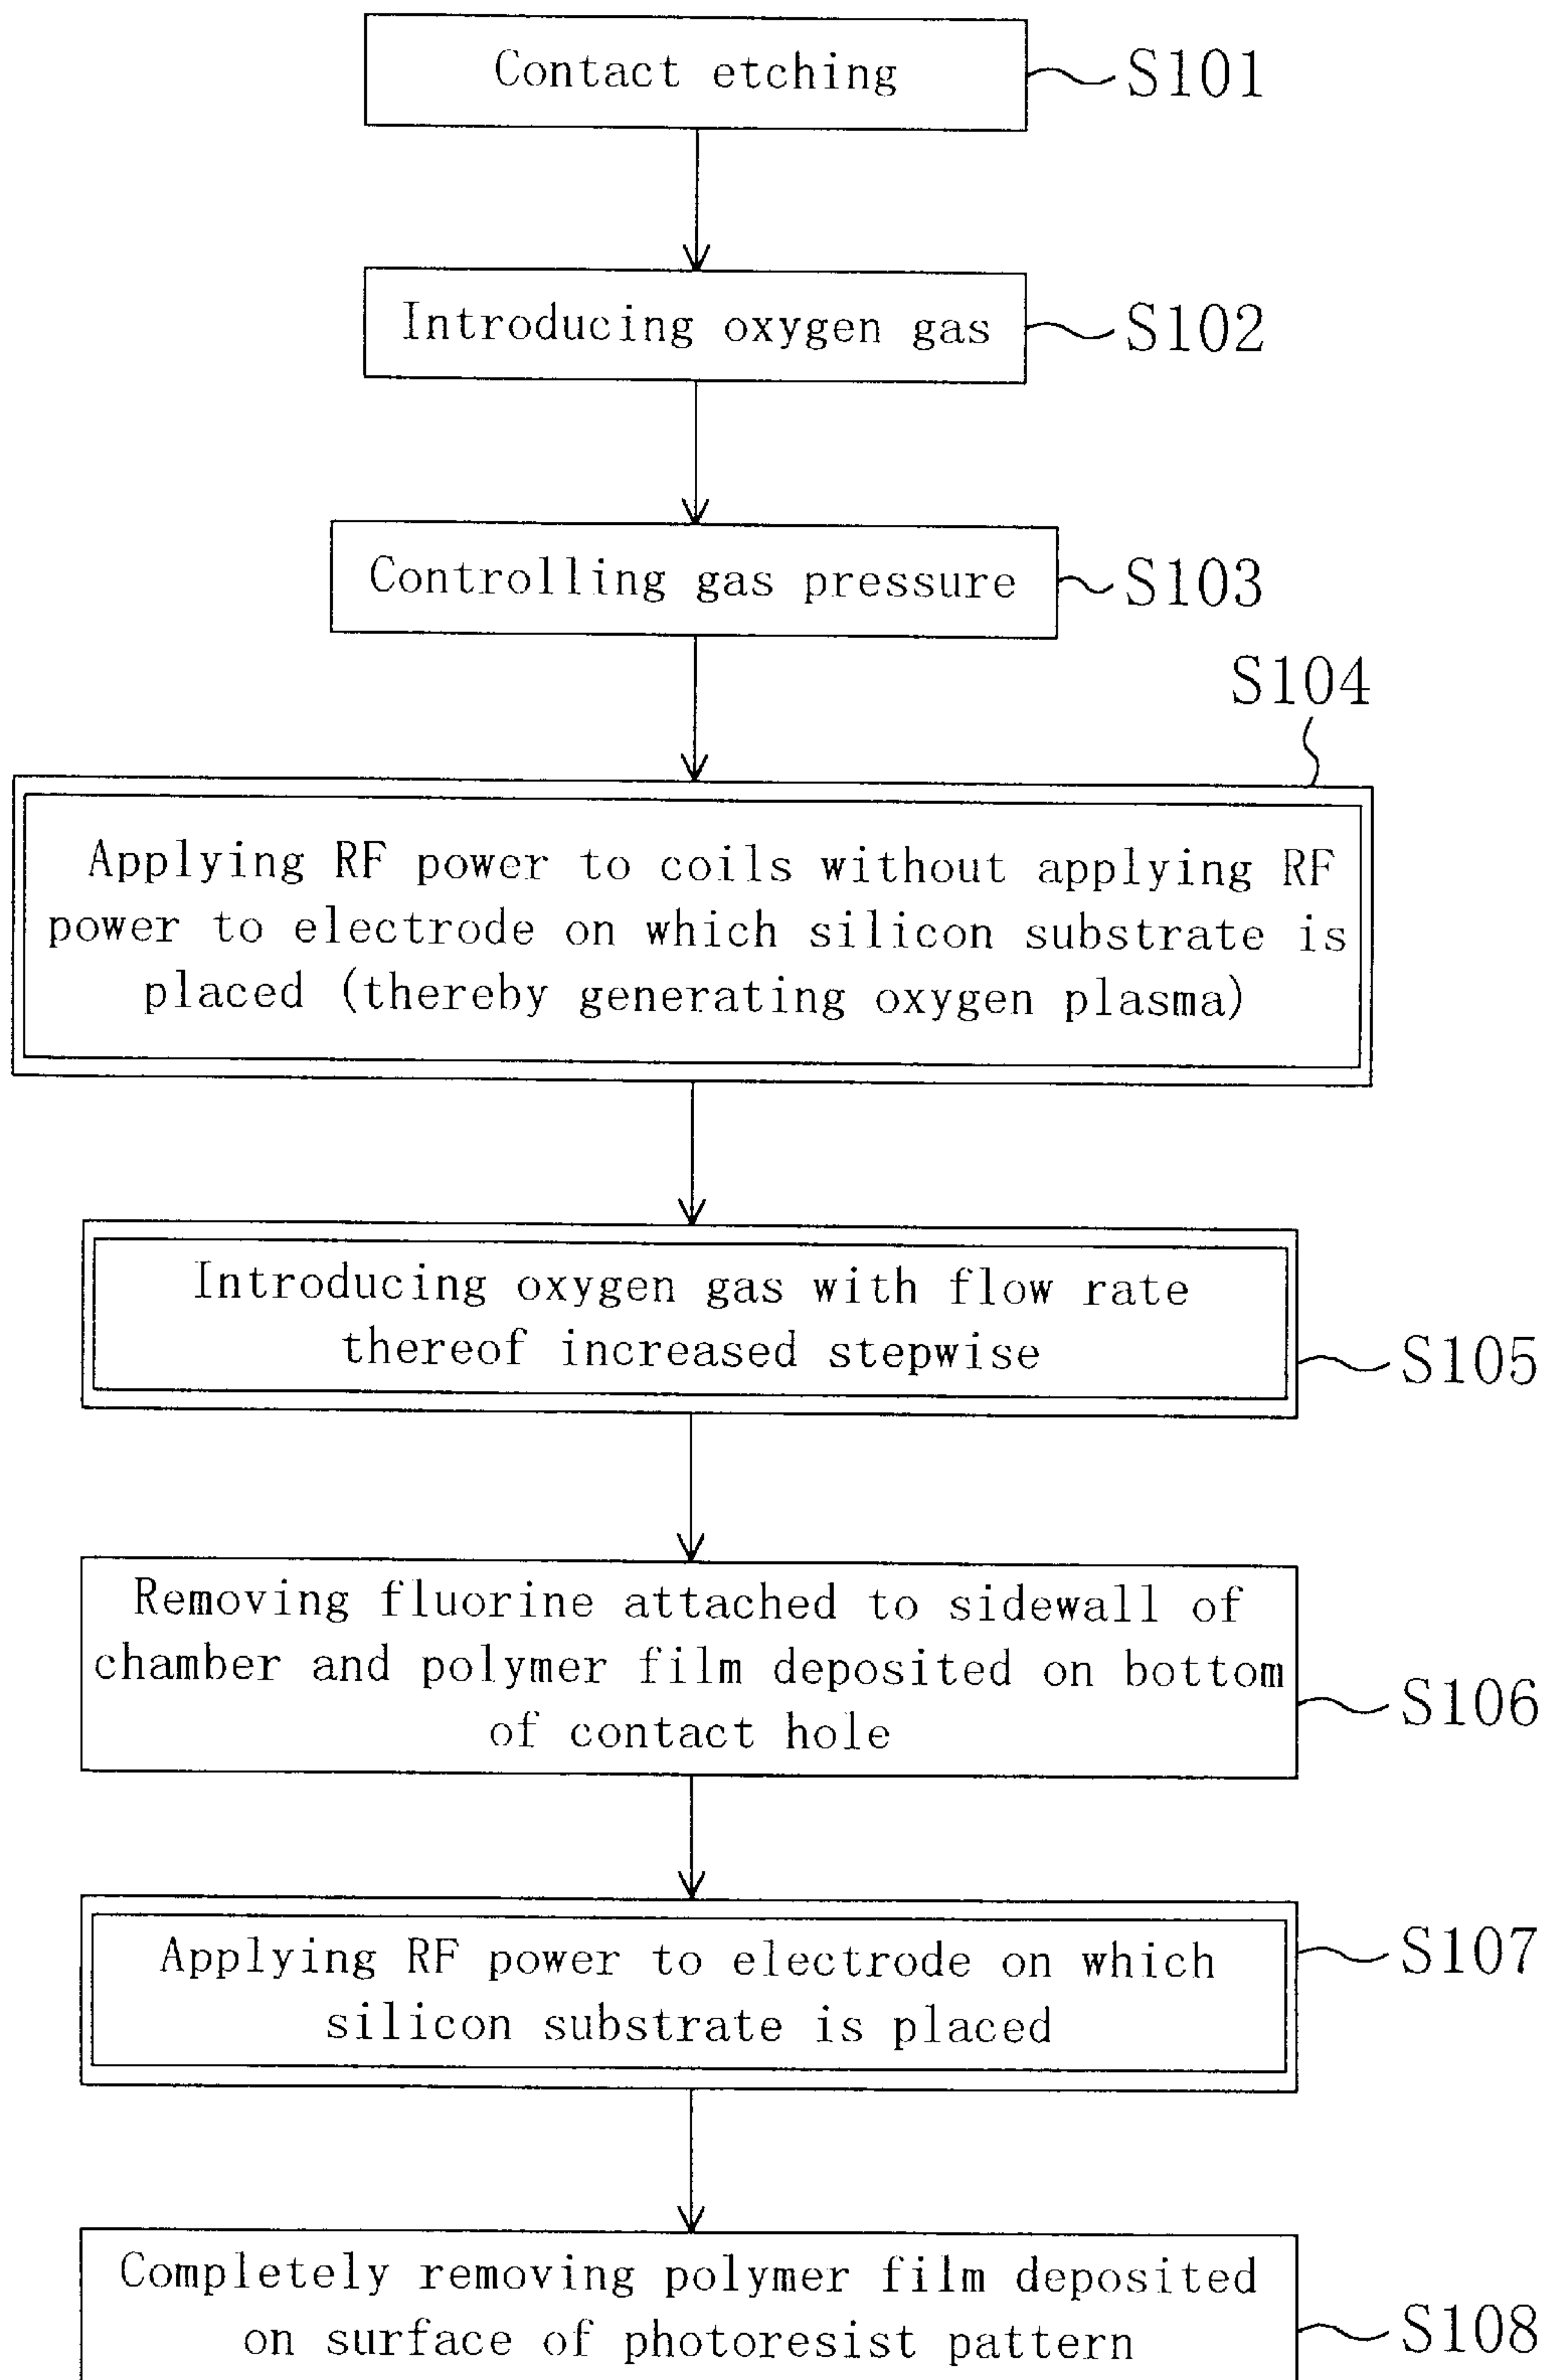 Contact etching
S101
Introducing oxygen gas
S102
Controlling gas pressure
S103
S104
Applying RF power to coils without applying RF
power to electrode on which silicon substrate is
placed (thereby generating oxygen plasma)
Introducing oxygen gas with flow rate
thereof increased stepwise
S105
Removing fluorine attached to sidewall of
chamber and polymer film deposited on bottom
of contact hole
S106
Applying RF power to electrode on which
silicon substrate is placed
S107
Completely removing polymer film deposited
on surface of photoresist pattern
S108